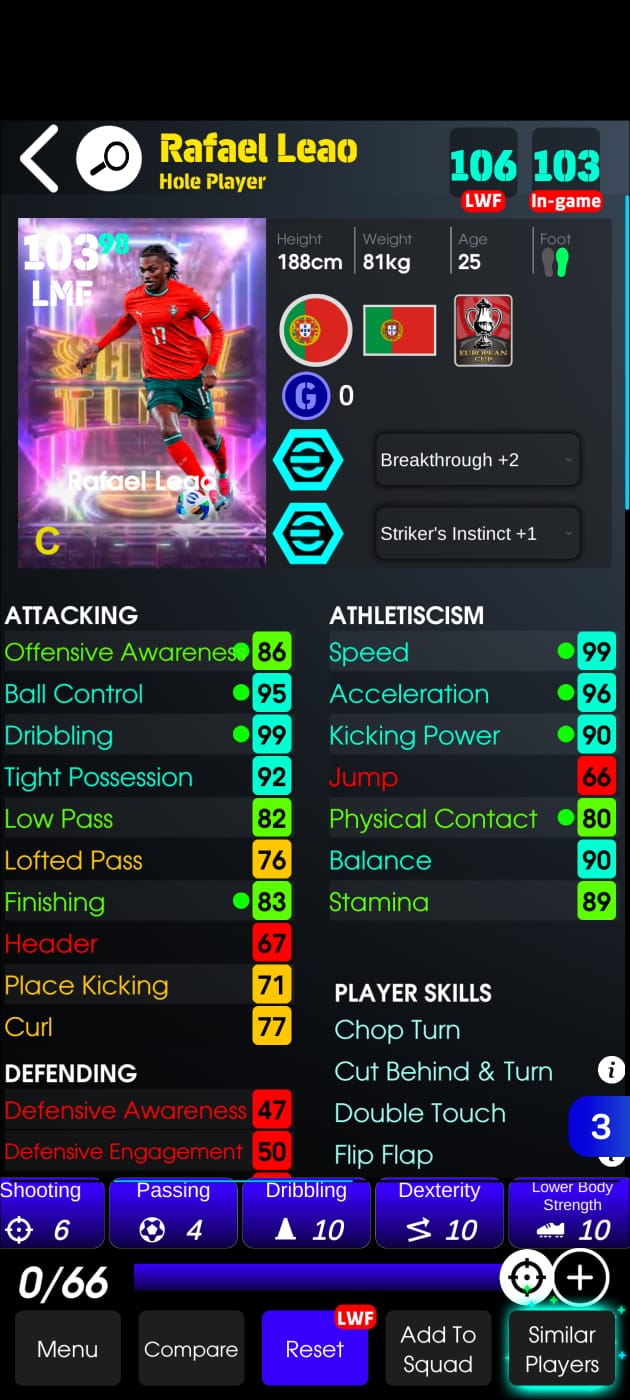 Rafael Leao
Hole Player
106
LWF
103
In-game
103 98
LMF
SHOW
TIME
17
Rafael Leao
C
Height
188cm
Weight
81kg
Age
25
Foot
EUROPEAN
CUP
G 0
Breakthrough +2
Striker's Instinct +1
ATTACKING
Offensive Awareness 86
Ball Control 95
Dribbling 99
Tight Possession 92
Low Pass 82
Lofted Pass 76
Finishing 83
Header 67
Place Kicking 71
Curl 77
DEFENDING
Defensive Awareness 47
Defensive Engagement 50
ATHLETISCISM
Speed 99
Acceleration 96
Kicking Power 90
Jump 66
Physical Contact 80
Balance 90
Stamina 89
PLAYER SKILLS
Chop Turn
Cut Behind & Turn
Double Touch
Flip Flap
i
3
Shooting
6
Passing
4
Dribbling
10
Dexterity
10
Lower Body
Strength
10
0/66
Menu
Compare
LWF
Reset
Add To
Squad
Similar
Players